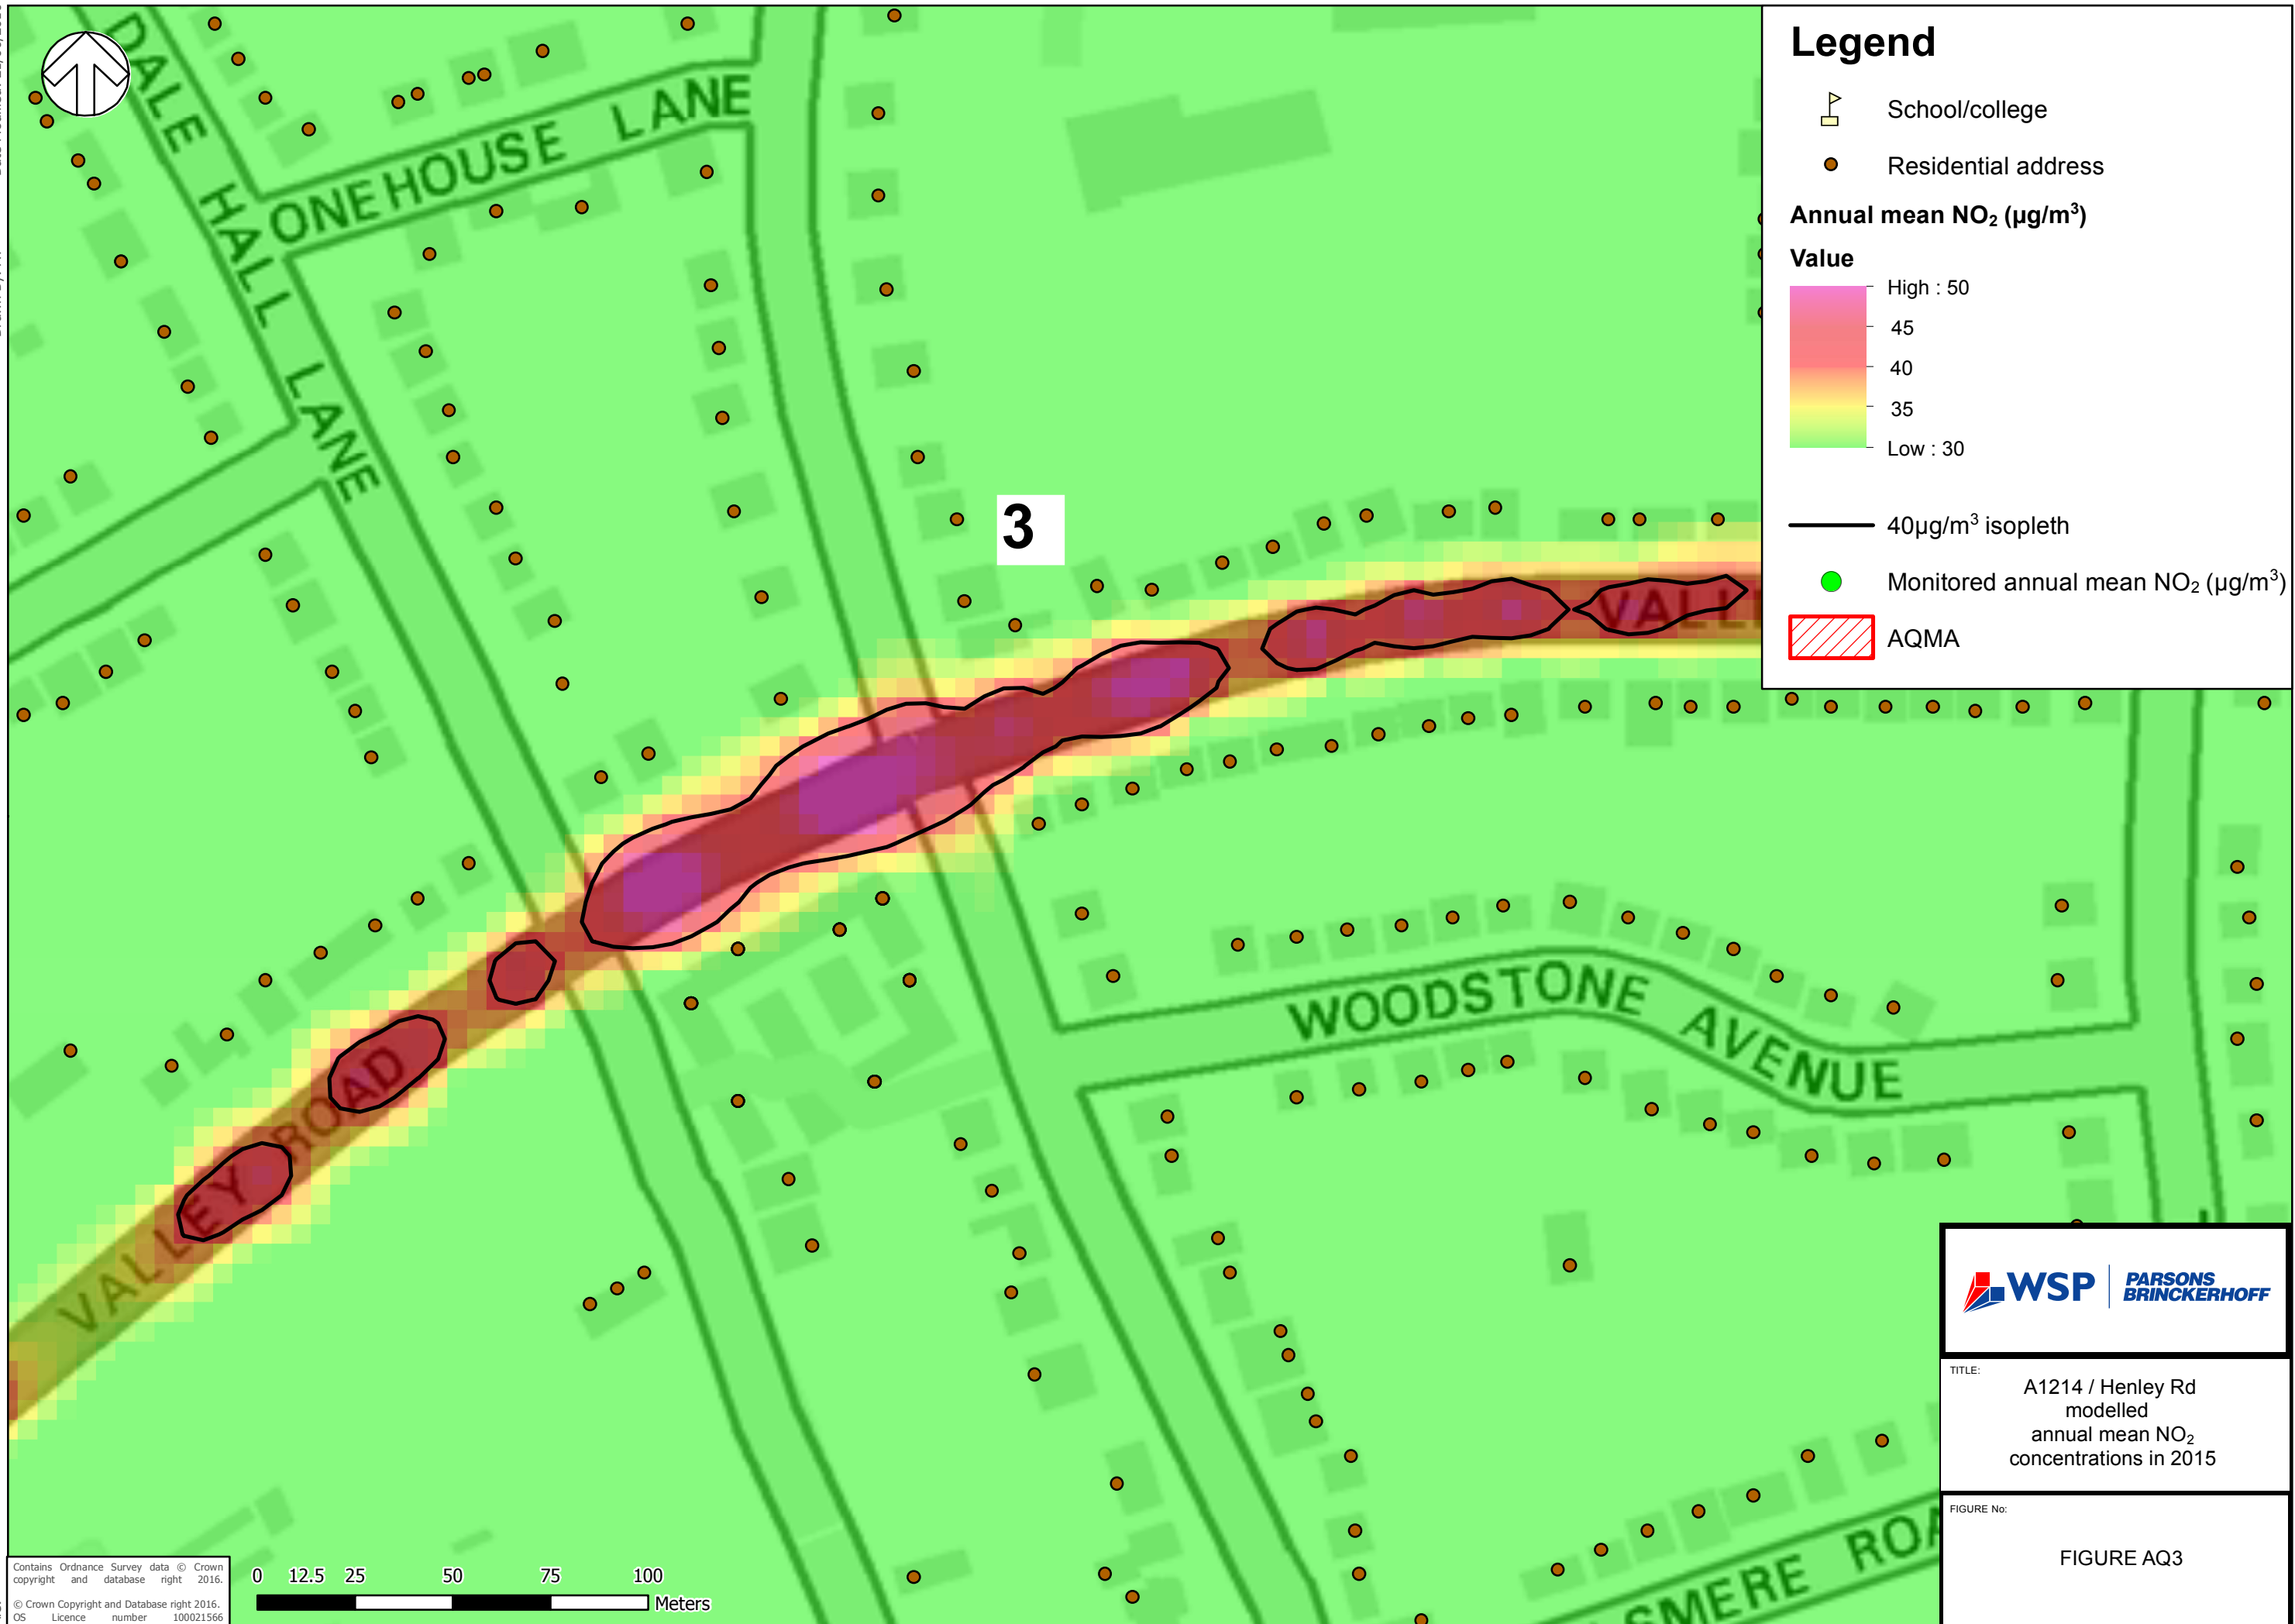 DALE HALL LANE
ONEHOUSE LANE
3
VALLEY ROAD
WOODSTONE AVENUE
Legend
School/college
Residential address
Annual mean NO₂ (µg/m³)
Value
High : 50
45
40
35
Low : 30
40µg/m³ isopleth
Monitored annual mean NO₂ (µg/m³)
AQMA
WSP | PARSONS BRINCKERHOFF
TITLE:
A1214 / Henley Rd
modelled
annual mean NO₂
concentrations in 2015
FIGURE No:
FIGURE AQ3
Contains Ordnance Survey data © Crown
copyright and database right 2016.
© Crown Copyright and Database right 2016.
OS Licence number 100021566
0 12.5 25 50 75 100
Meters